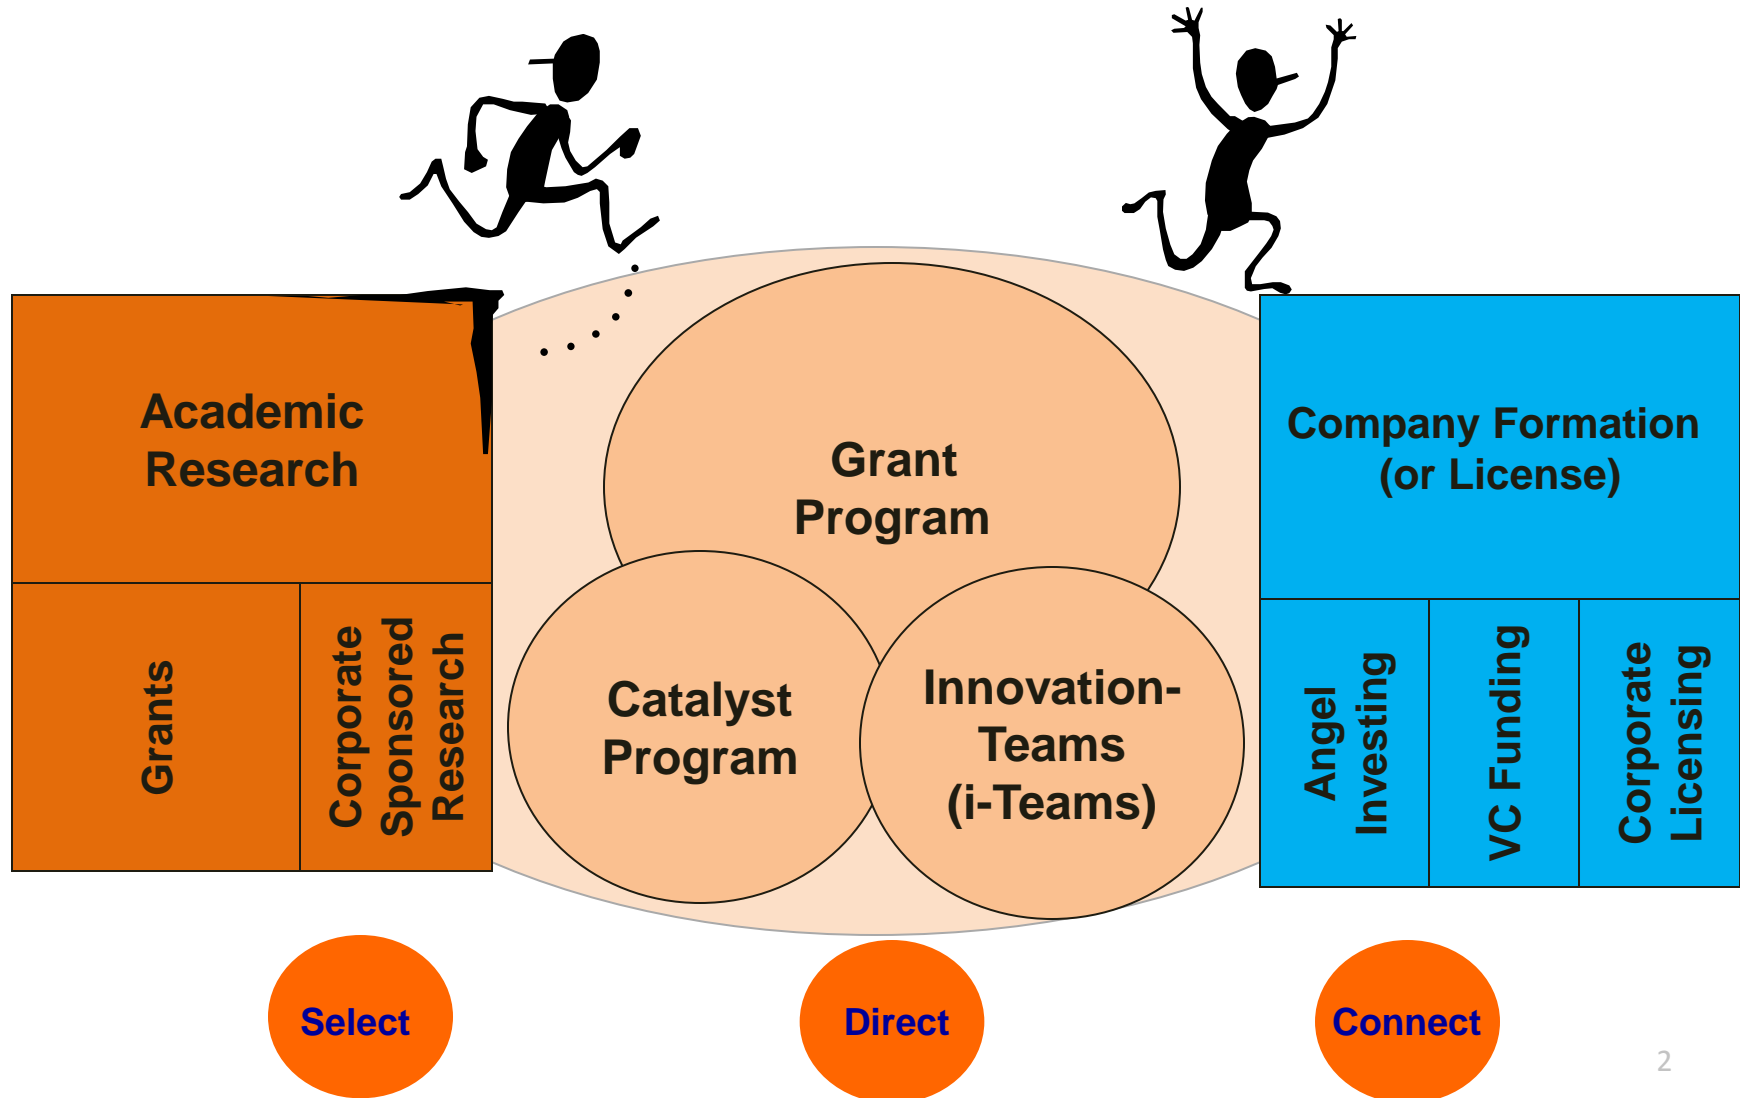 Academic
Research
Grants
Corporate
Sponsored
Research
Grant
Program
Catalyst
Program
Innovation-
Teams
(i-Teams)
Company Formation
(or License)
Angel
Investing
VC Funding
Corporate
Licensing
Select
Direct
Connect
2